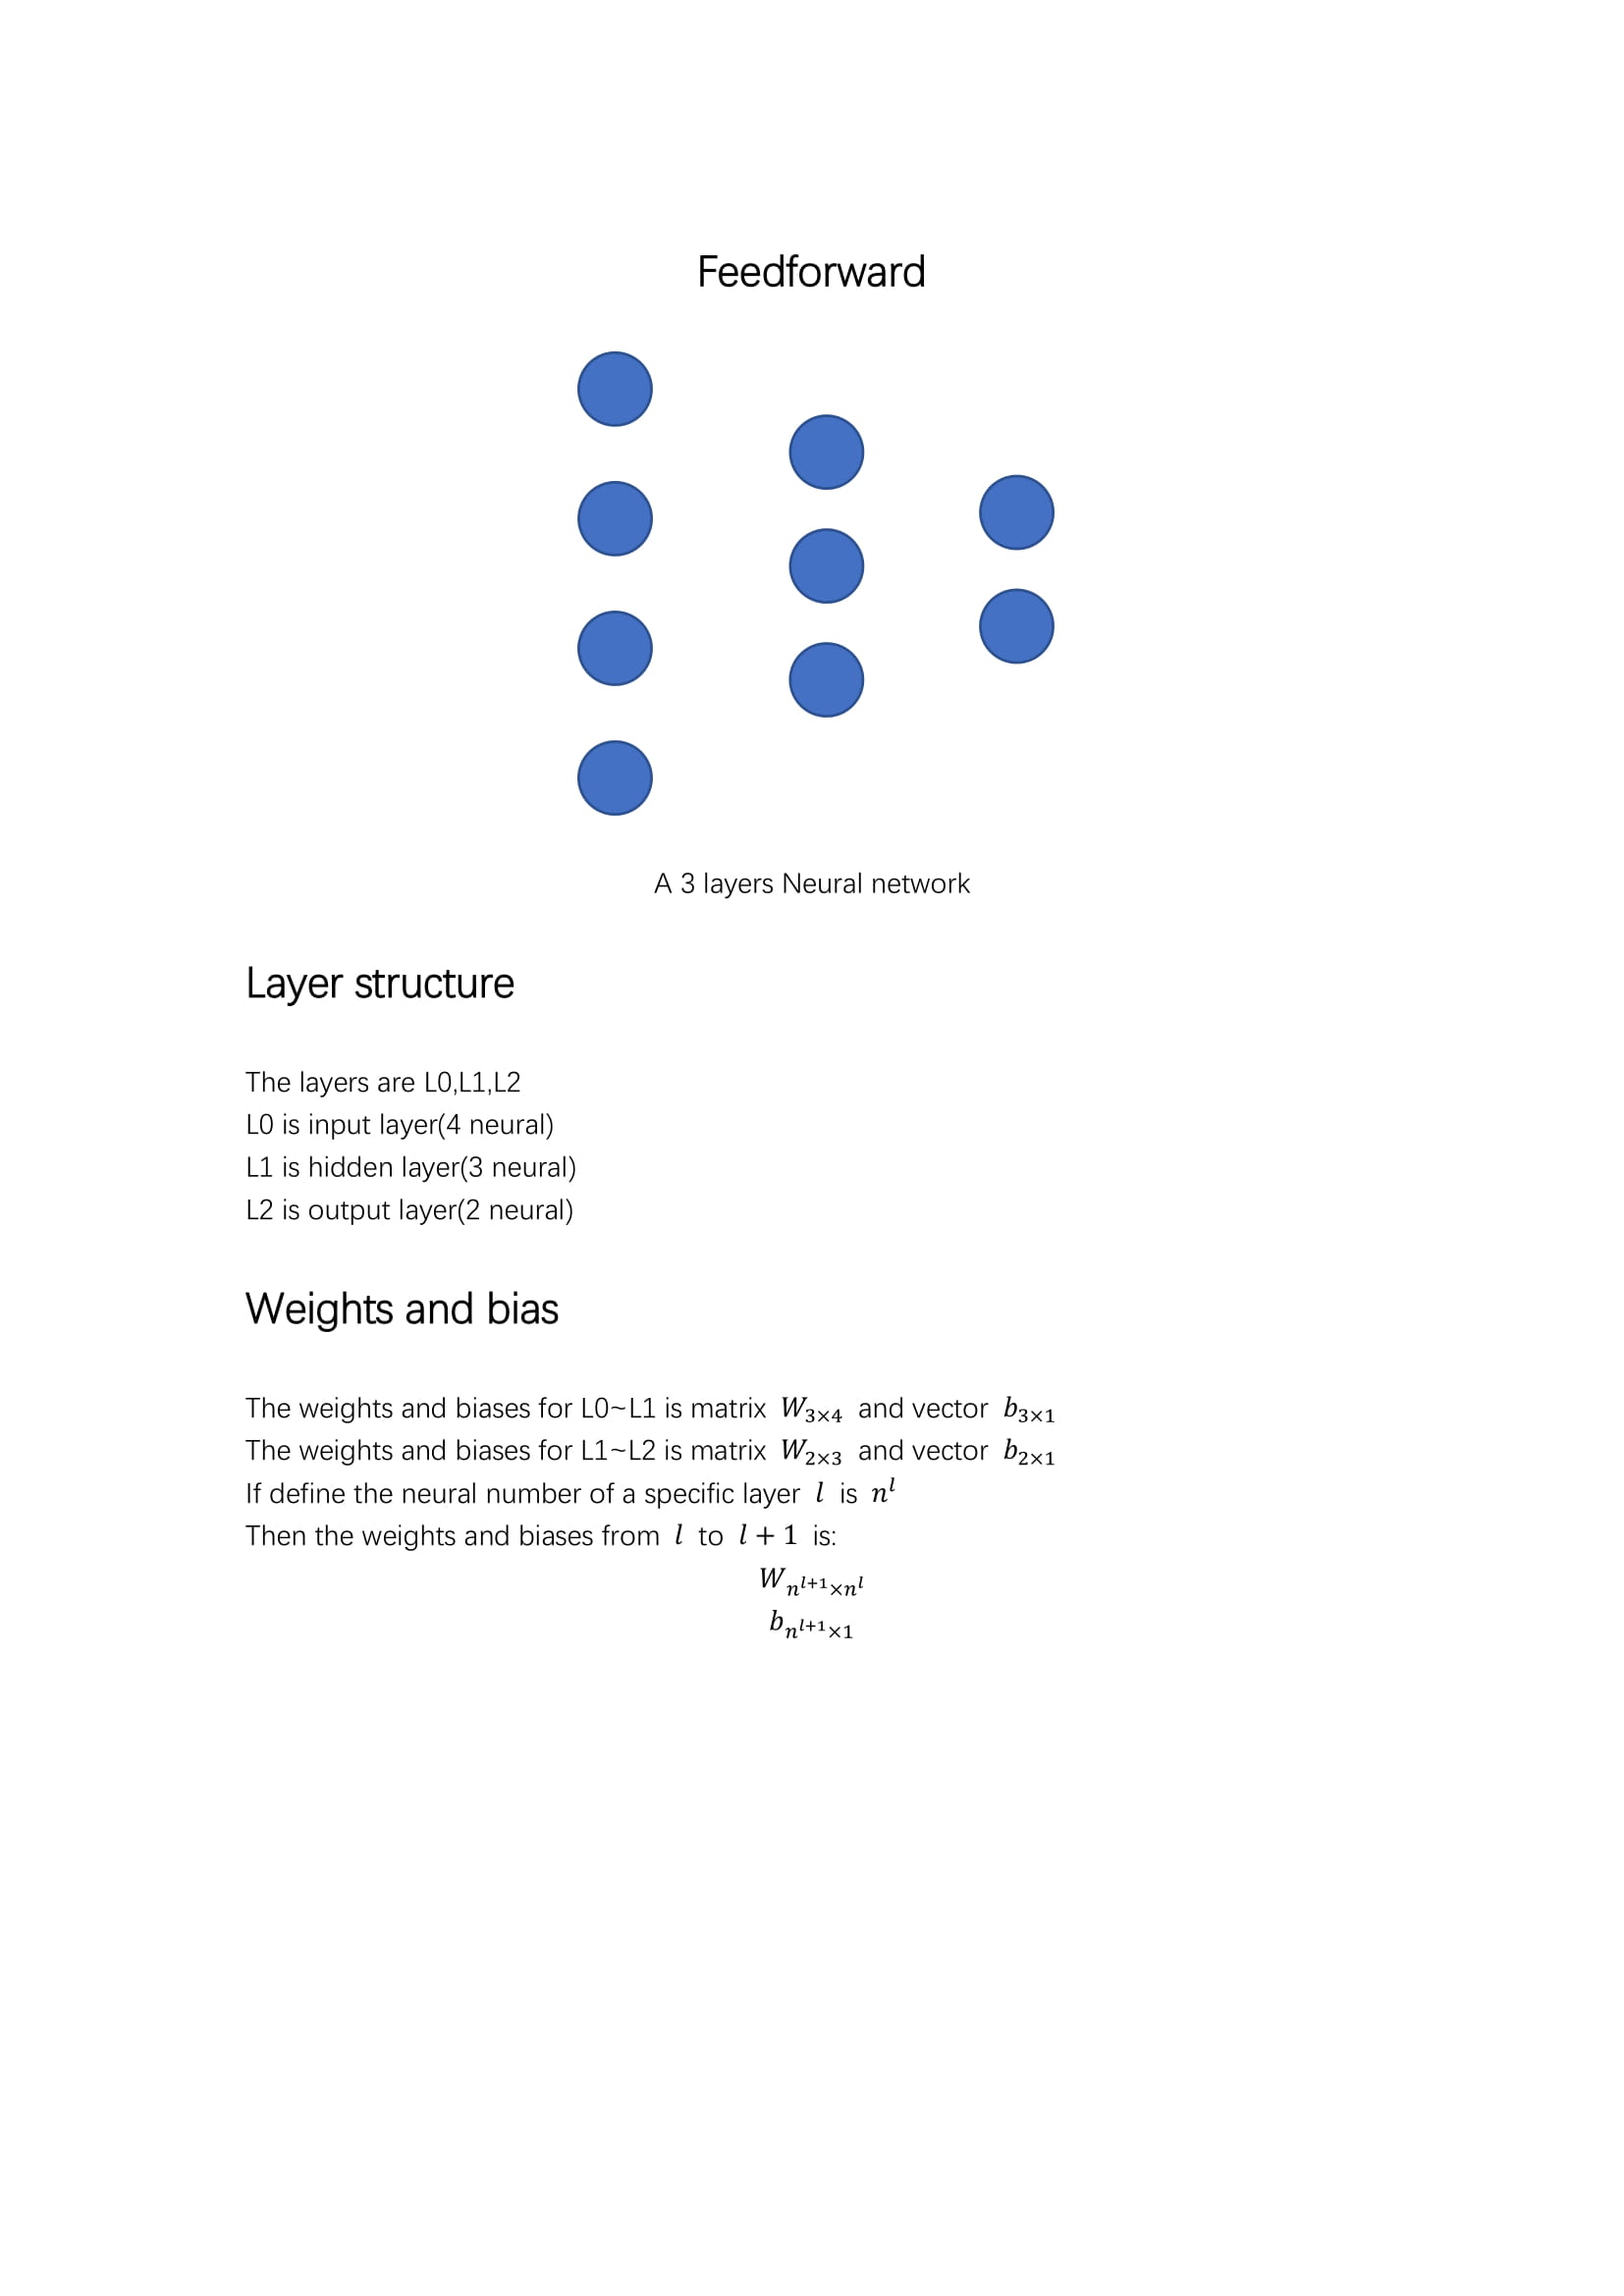 Feedforward
A 3 layers Neural network
Layer structure
The layers are L0,L1,L2
L0 is input layer(4 neural)
L1 is hidden layer(3 neural)
L2 is output layer(2 neural)
Weights and bias
The weights and biases for L0~L1 is matrix $W_{3\times4}$ and vector $b_{3\times1}$
The weights and biases for L1~L2 is matrix $W_{2\times3}$ and vector $b_{2\times1}$
If define the neural number of a specific layer $l$ is $n^l$
Then the weights and biases from $l$ to $l+1$ is:
$W_{n^{l+1}\times n^l}$
$b_{n^{l+1}\times 1}$